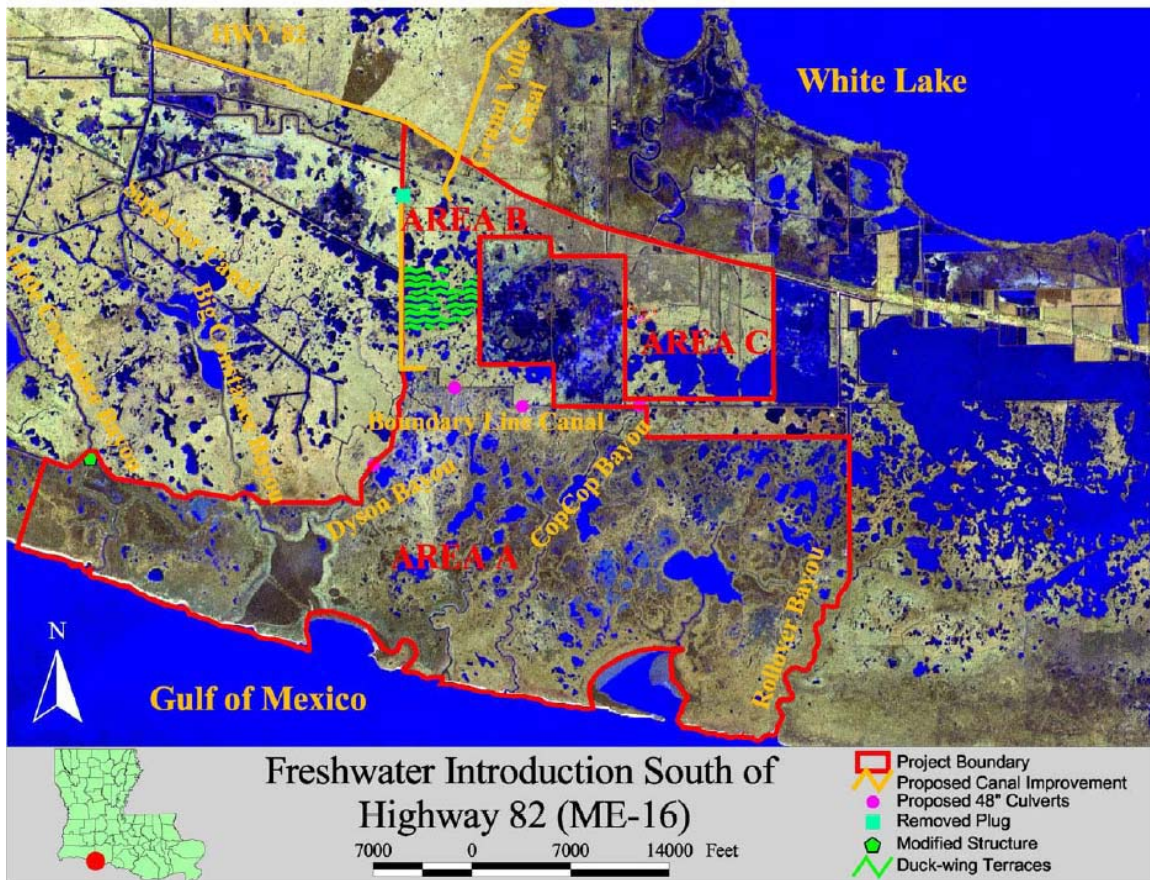 HWY 82
Grand Volle
Canal
White Lake
AREA B
Superior Canal
Little Constance Bayou
Big Constance Bayou
AREA C
Boundary Line Canal
Dyson Bayou
CopCop Bayou
AREA A
Rollover Bayou
N
Gulf of Mexico
Freshwater Introduction South of
Highway 82 (ME-16)
7000 0 7000 14000 Feet
Project Boundary
Proposed Canal Improvement
Proposed 48" Culverts
Removed Plug
Modified Structure
Duck-wing Terraces